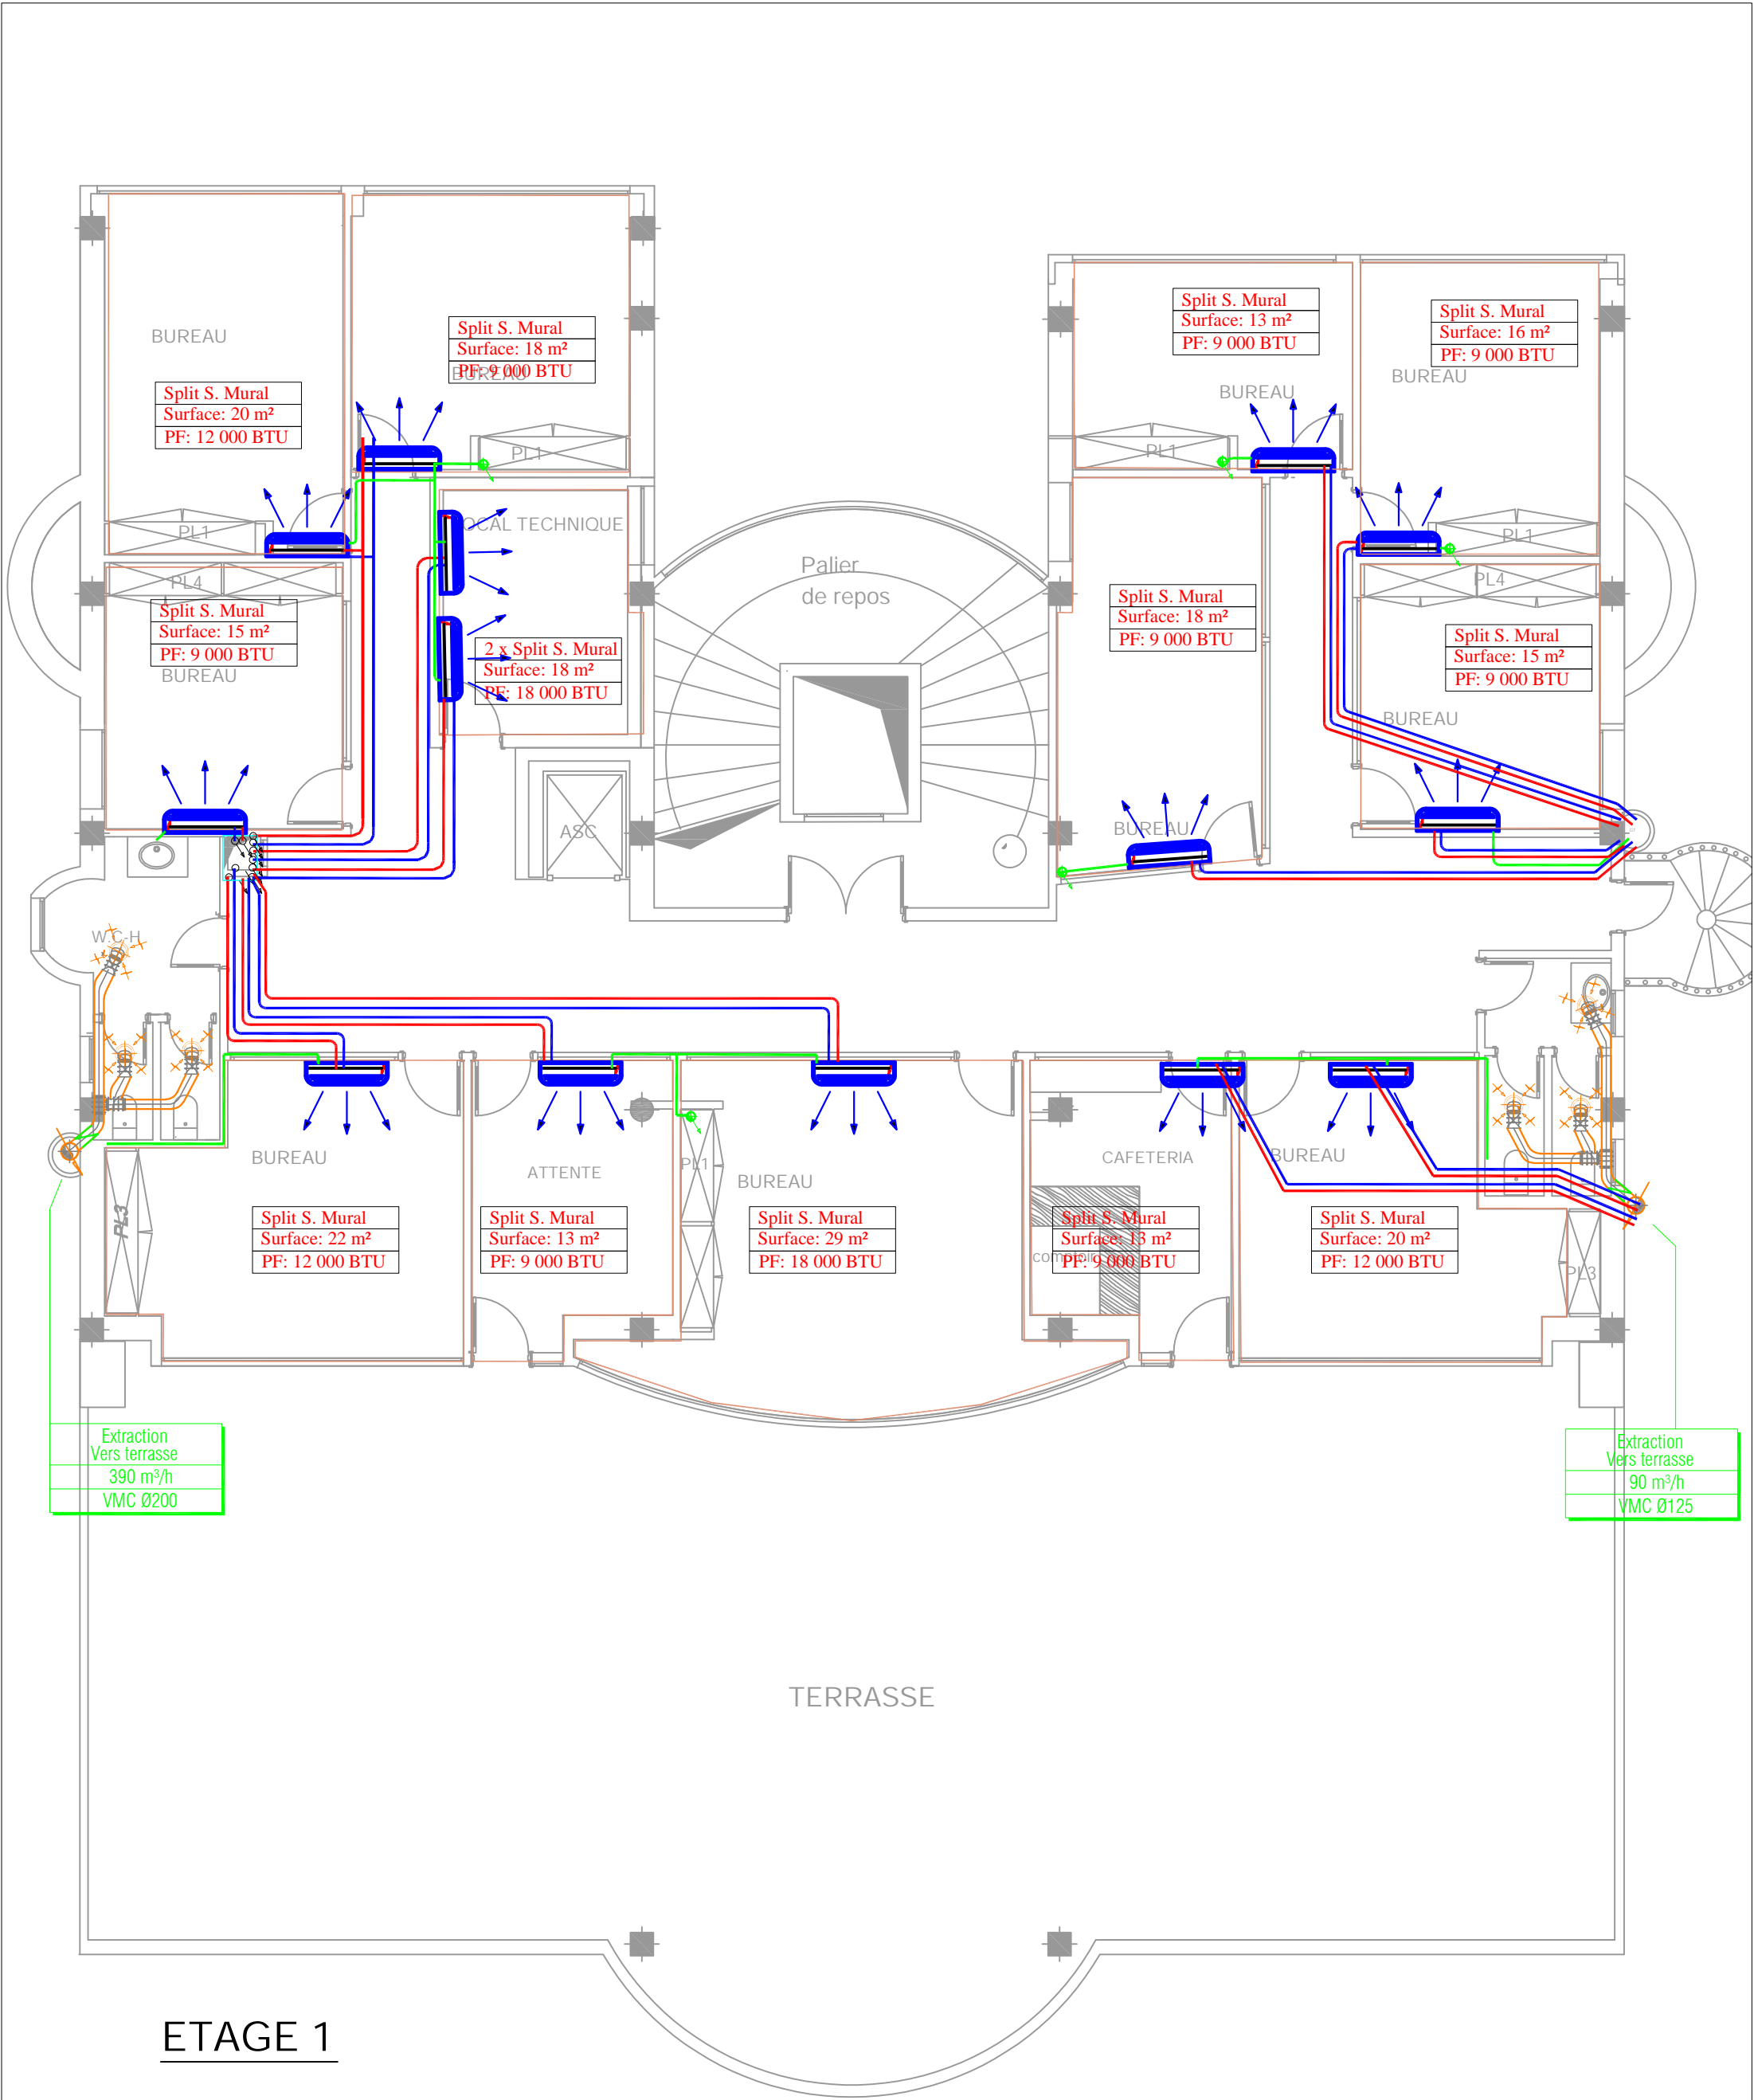 BUREAU
Split S. Mural
Surface: 20 m²
PF: 12 000 BTU
PL1
Split S. Mural
Surface: 18 m²
PF: 9 000 BTU
BUREAU
PL1
Split S. Mural
Surface: 13 m²
PF: 9 000 BTU
BUREAU
PL1
Split S. Mural
Surface: 16 m²
PF: 9 000 BTU
BUREAU
PL1
PL4
Split S. Mural
Surface: 15 m²
PF: 9 000 BTU
BUREAU
OCAL TECHNIQUE
2 x Split S. Mural
Surface: 18 m²
PF: 18 000 BTU
Palier
de repos
Split S. Mural
Surface: 18 m²
PF: 9 000 BTU
BUREAU
PL4
Split S. Mural
Surface: 15 m²
PF: 9 000 BTU
BUREAU
ASC
W.C-H
BUREAU
PL3
Split S. Mural
Surface: 22 m²
PF: 12 000 BTU
ATTENTE
Split S. Mural
Surface: 13 m²
PF: 9 000 BTU
PL1
BUREAU
Split S. Mural
Surface: 29 m²
PF: 18 000 BTU
CAFETERIA
Split S. Mural
Surface: 13 m²
PF: 9 000 BTU
comptoir
BUREAU
Split S. Mural
Surface: 20 m²
PF: 12 000 BTU
PL3
Extraction
Vers terrasse
390 m³/h
VMC Ø200
Extraction
Vers terrasse
90 m³/h
VMC Ø125
TERRASSE
ETAGE 1